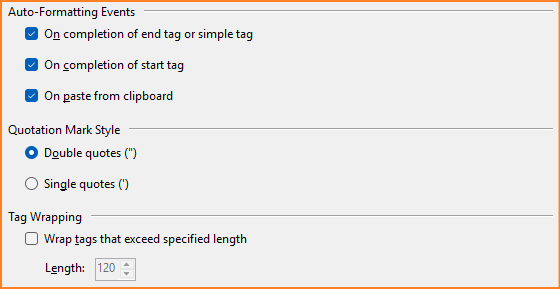 Auto-Formatting Events
On completion of end tag or simple tag
On completion of start tag
On paste from clipboard
Quotation Mark Style
Double quotes (")
Single quotes (')
Tag Wrapping
Wrap tags that exceed specified length
Length: 120